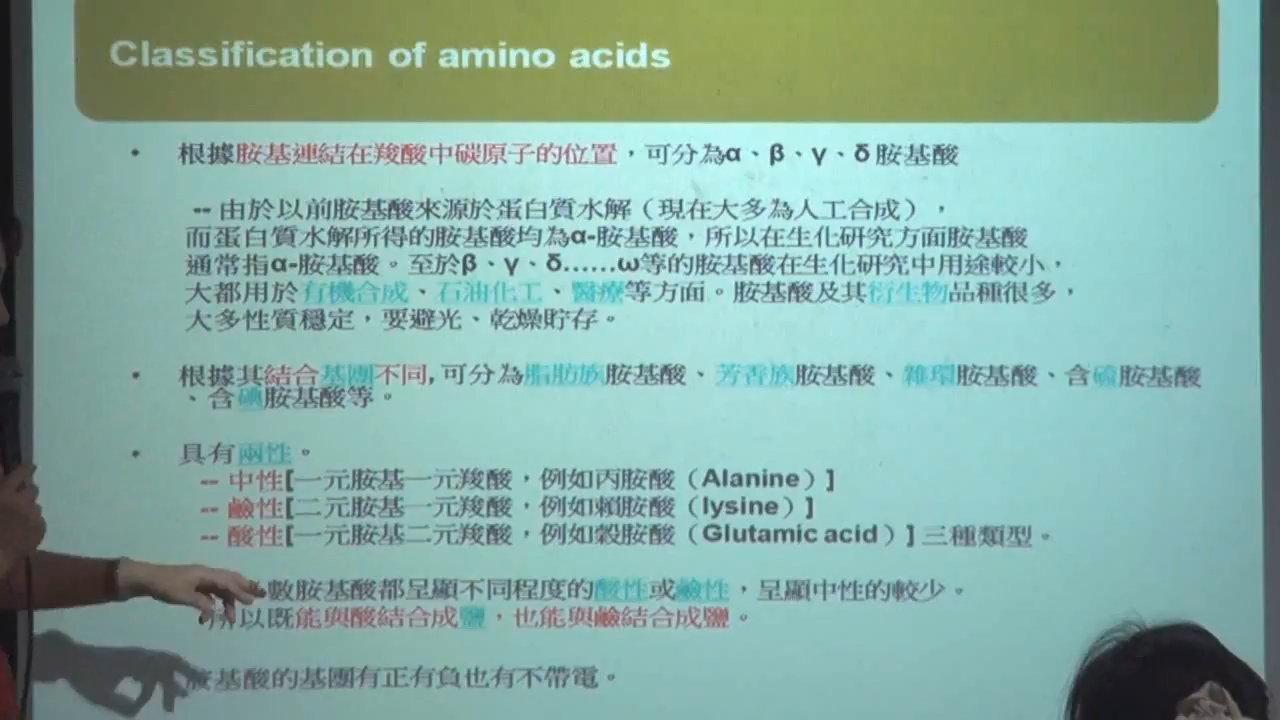 Classification of amino acids
• 根據胺基連結在羧酸中碳原子的位置，可分為α、β、γ、δ胺基酸
-- 由於以前胺基酸來源於蛋白質水解（現在大多為人工合成），
而蛋白質水解所得的胺基酸均為α-胺基酸，所以在生化研究方面胺基酸
通常指α-胺基酸。至於β、γ、δ……ω等的胺基酸在生化研究中用途較小，
大都用於有機合成、石油化工、醫療等方面。胺基酸及其衍生物品種很多，
大多性質穩定，要避光、乾燥貯存。
• 根據其結合基團不同,可分為脂肪族胺基酸、芳香族胺基酸、雜環胺基酸、含硫胺基酸
、含碘胺基酸等。
• 具有兩性。
-- 中性[一元胺基一元羧酸，例如丙胺酸（Alanine）]
-- 鹼性[二元胺基一元羧酸，例如賴胺酸（lysine）]
-- 酸性[一元胺基二元羧酸，例如穀胺酸（Glutamic acid）] 三種類型。
數胺基酸都呈顯不同程度的酸性或鹼性，呈顯中性的較少。
所以既能與酸結合成鹽，也能與鹼結合成鹽。
胺基酸的基團有正有負也有不帶電。